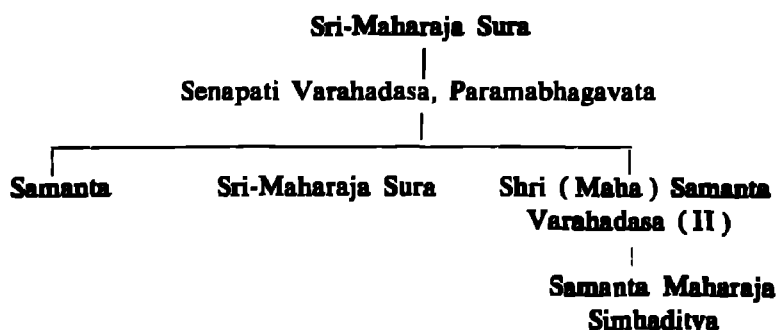 Sri-Maharaja Sura
Senapati Varahadasa, Paramabhagavata
Samanta Sri-Maharaja Sura Shri ( Maha ) Samanta
Varahadasa ( II )
Samanta Maharaja
Simhaditya